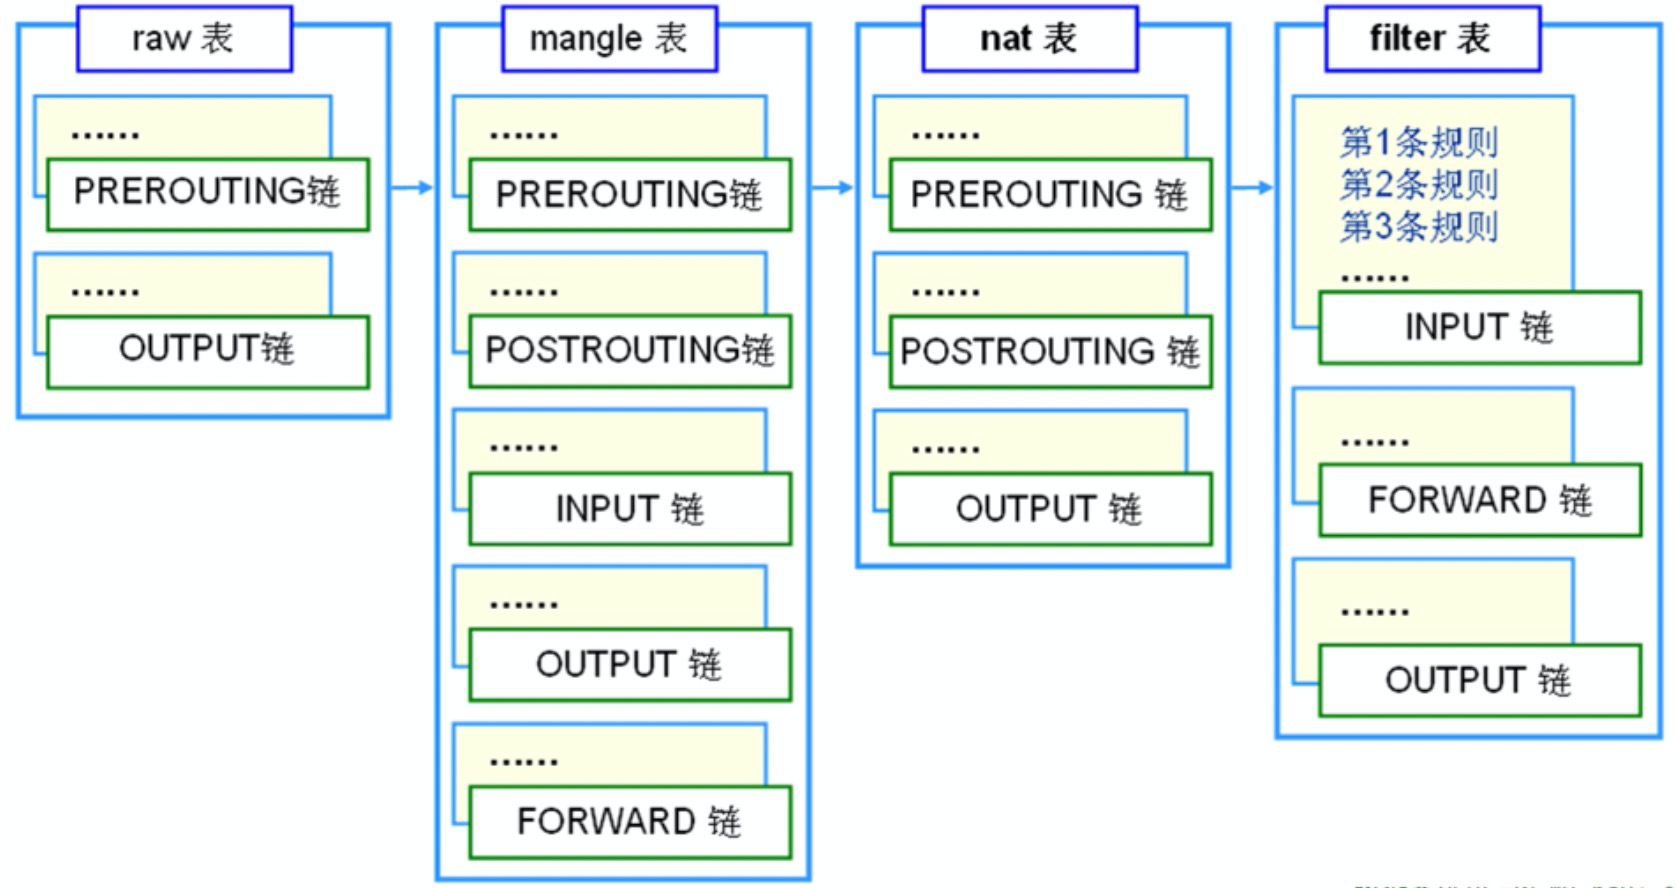 raw 表
……
PREROUTING链
……
OUTPUT链
mangle 表
……
PREROUTING链
……
POSTROUTING链
……
INPUT 链
……
OUTPUT 链
……
FORWARD 链
nat 表
……
PREROUTING 链
……
POSTROUTING 链
……
OUTPUT 链
filter 表
第1条规则
第2条规则
第3条规则
……
INPUT 链
……
FORWARD 链
……
OUTPUT 链